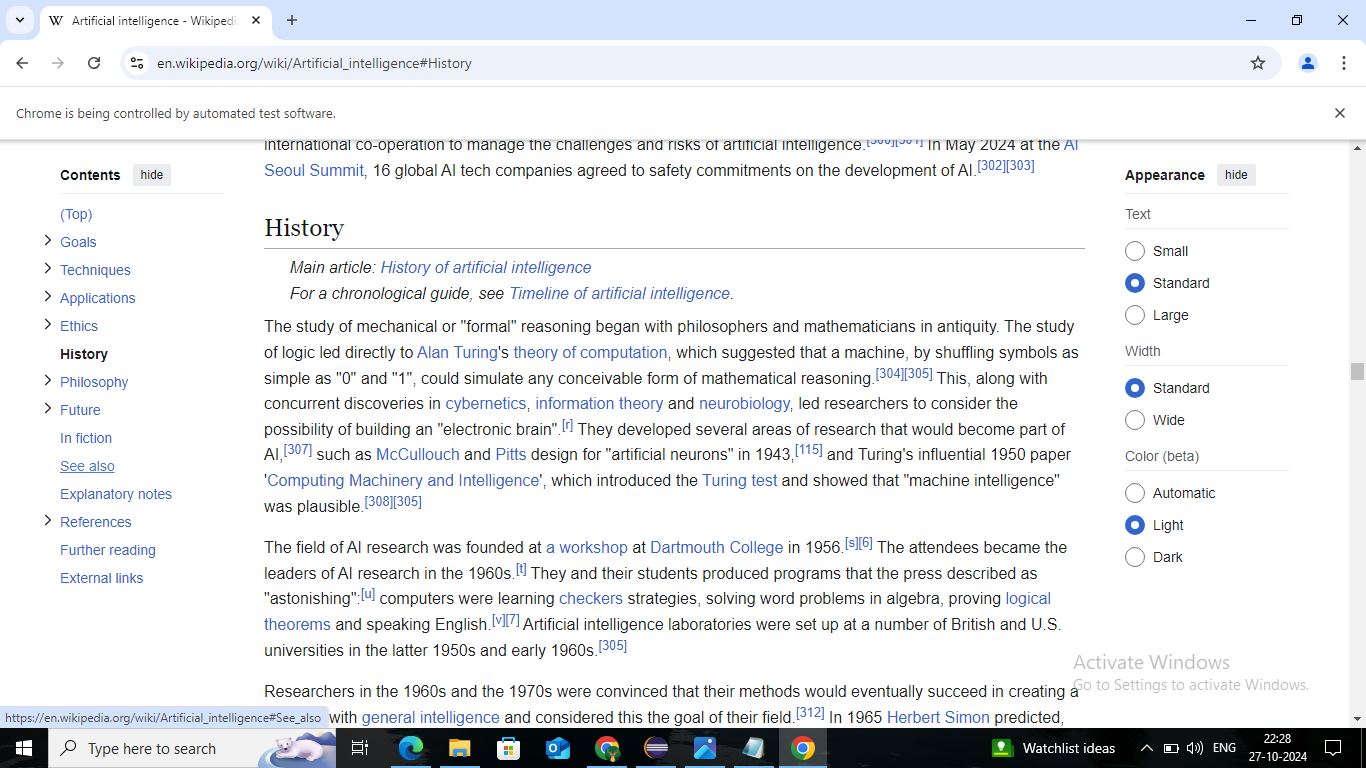 Artificial intelligence - Wikipedi
en.wikipedia.org/wiki/Artificial_intelligence#History
Chrome is being controlled by automated test software.
Contents hide
(Top)
Goals
Techniques
Applications
Ethics
History
Philosophy
Future
In fiction
See also
Explanatory notes
References
Further reading
External links
international co-operation to manage the challenges and risks of artificial intelligence.[300][301] In May 2024 at the AI
Seoul Summit, 16 global AI tech companies agreed to safety commitments on the development of AI.[302][303]
History
Main article: History of artificial intelligence
For a chronological guide, see Timeline of artificial intelligence.
The study of mechanical or "formal" reasoning began with philosophers and mathematicians in antiquity. The study
of logic led directly to Alan Turing's theory of computation, which suggested that a machine, by shuffling symbols as
simple as "0" and "1", could simulate any conceivable form of mathematical reasoning.[304][305] This, along with
concurrent discoveries in cybernetics, information theory and neurobiology, led researchers to consider the
possibility of building an "electronic brain".[r] They developed several areas of research that would become part of
AI,[307] such as McCullouch and Pitts design for "artificial neurons" in 1943,[115] and Turing's influential 1950 paper
'Computing Machinery and Intelligence', which introduced the Turing test and showed that "machine intelligence"
was plausible.[308][305]
The field of AI research was founded at a workshop at Dartmouth College in 1956.[s][6] The attendees became the
leaders of AI research in the 1960s.[t] They and their students produced programs that the press described as
"astonishing":[u] computers were learning checkers strategies, solving word problems in algebra, proving logical
theorems and speaking English.[v][7] Artificial intelligence laboratories were set up at a number of British and U.S.
universities in the latter 1950s and early 1960s.[305]
Researchers in the 1960s and the 1970s were convinced that their methods would eventually succeed in creating a
with general intelligence and considered this the goal of their field.[312] In 1965 Herbert Simon predicted,
Appearance hide
Text
Small
Standard
Large
Width
Standard
Wide
Color (beta)
Automatic
Light
Dark
Activate Windows
Go to Settings to activate Windows.
https://en.wikipedia.org/wiki/Artificial_intelligence#See_also
Type here to search
Watchlist ideas
ENG
22:28
27-10-2024